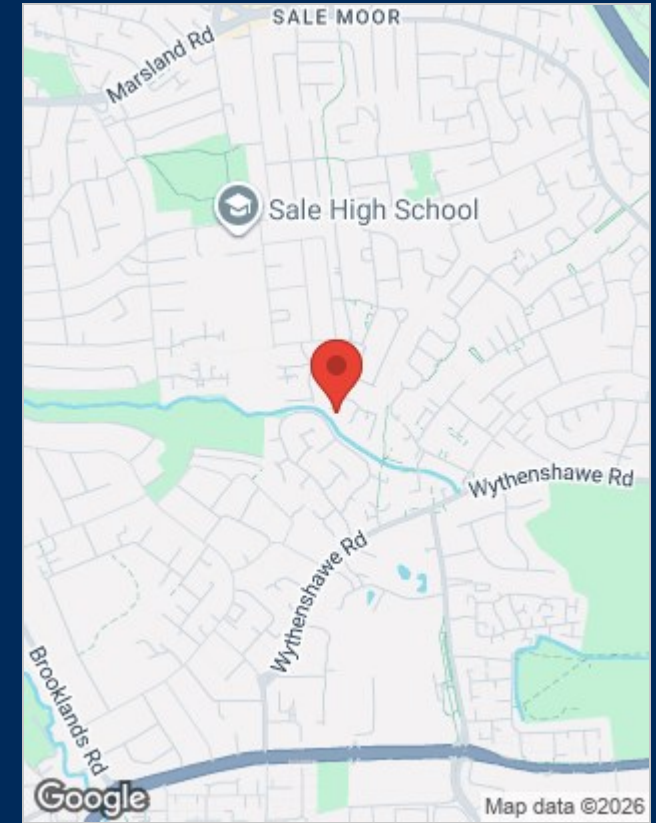 SALE MOOR
Marsland Rd
Sale High School
Wythenshawe Rd
Wythenshawe Rd
Brooklands Rd
Google
Map data ©2026